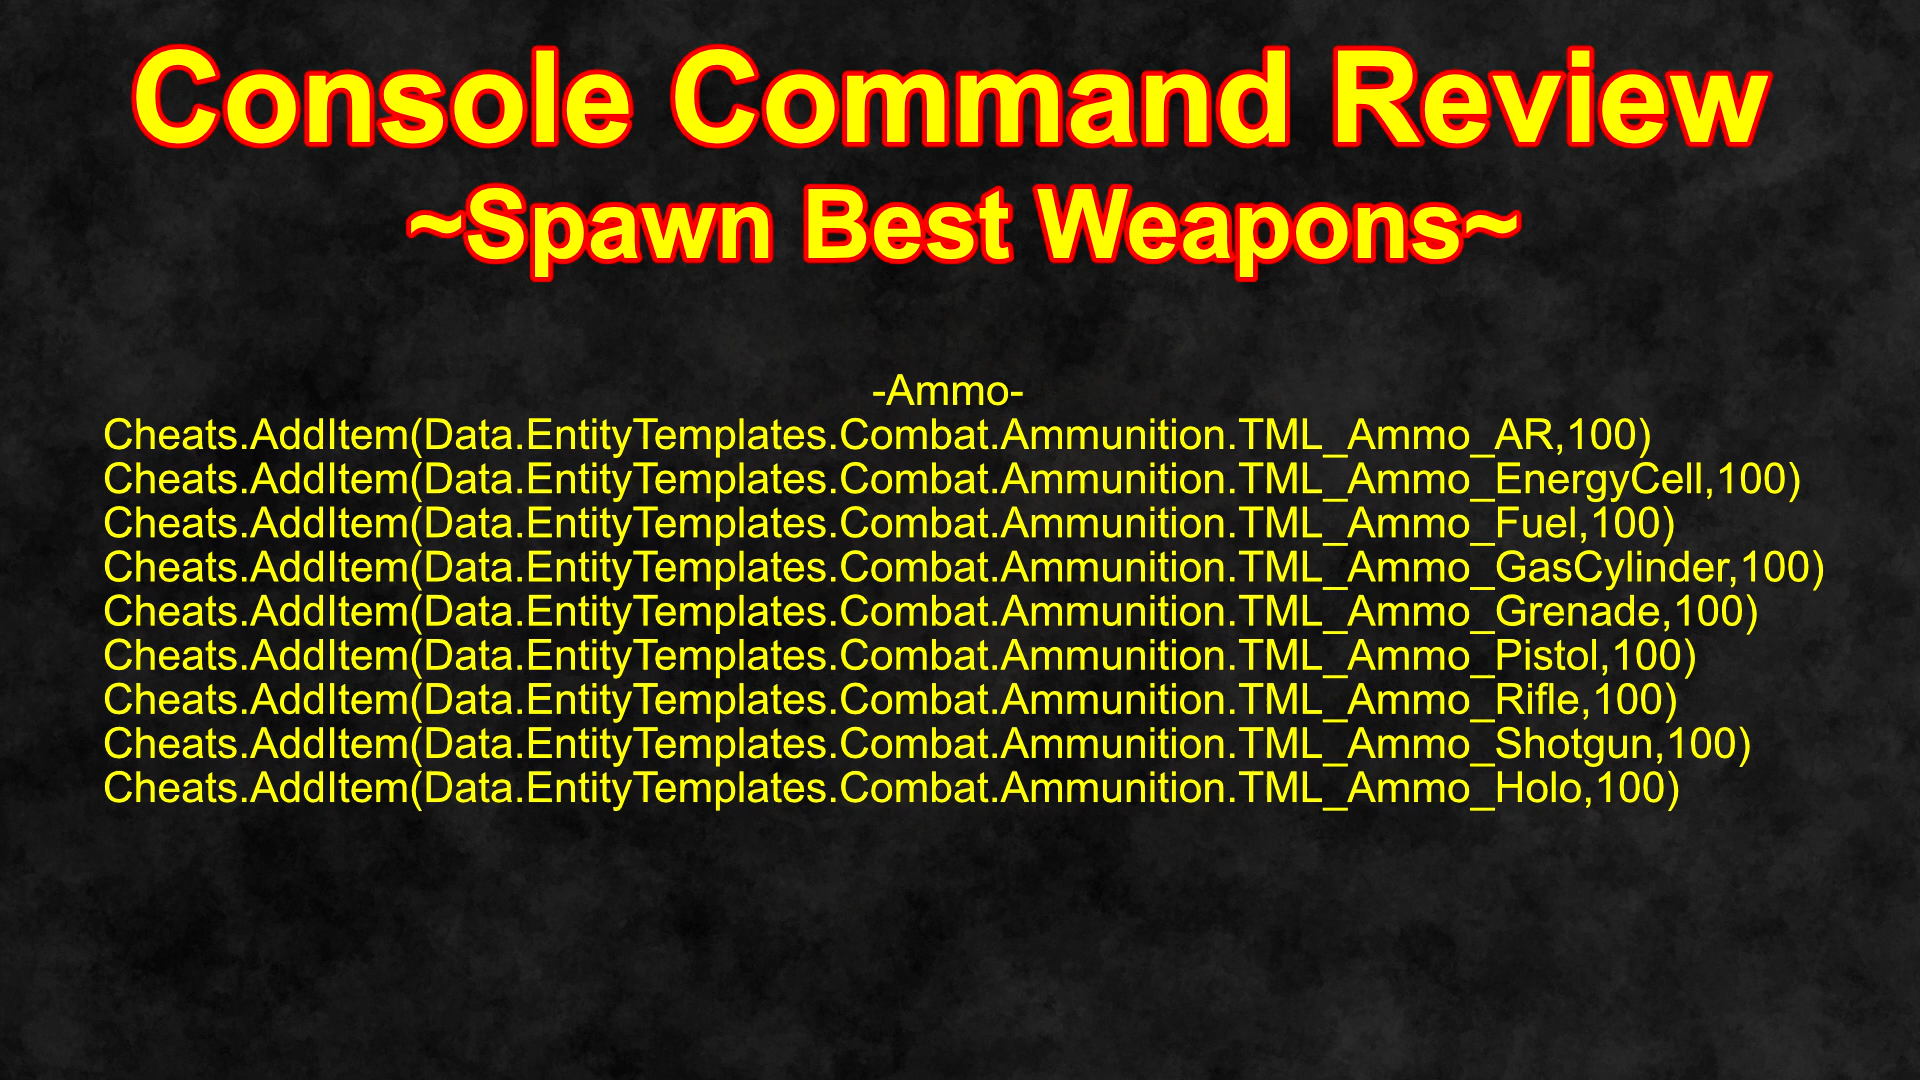 Console Command Review
~Spawn Best Weapons~
-Ammo-
Cheats.AddItem(Data.EntityTemplates.Combat.Ammunition.TML_Ammo_AR,100)
Cheats.AddItem(Data.EntityTemplates.Combat.Ammunition.TML_Ammo_EnergyCell,100)
Cheats.AddItem(Data.EntityTemplates.Combat.Ammunition.TML_Ammo_Fuel,100)
Cheats.AddItem(Data.EntityTemplates.Combat.Ammunition.TML_Ammo_GasCylinder,100)
Cheats.AddItem(Data.EntityTemplates.Combat.Ammunition.TML_Ammo_Grenade,100)
Cheats.AddItem(Data.EntityTemplates.Combat.Ammunition.TML_Ammo_Pistol,100)
Cheats.AddItem(Data.EntityTemplates.Combat.Ammunition.TML_Ammo_Rifle,100)
Cheats.AddItem(Data.EntityTemplates.Combat.Ammunition.TML_Ammo_Shotgun,100)
Cheats.AddItem(Data.EntityTemplates.Combat.Ammunition.TML_Ammo_Holo,100)